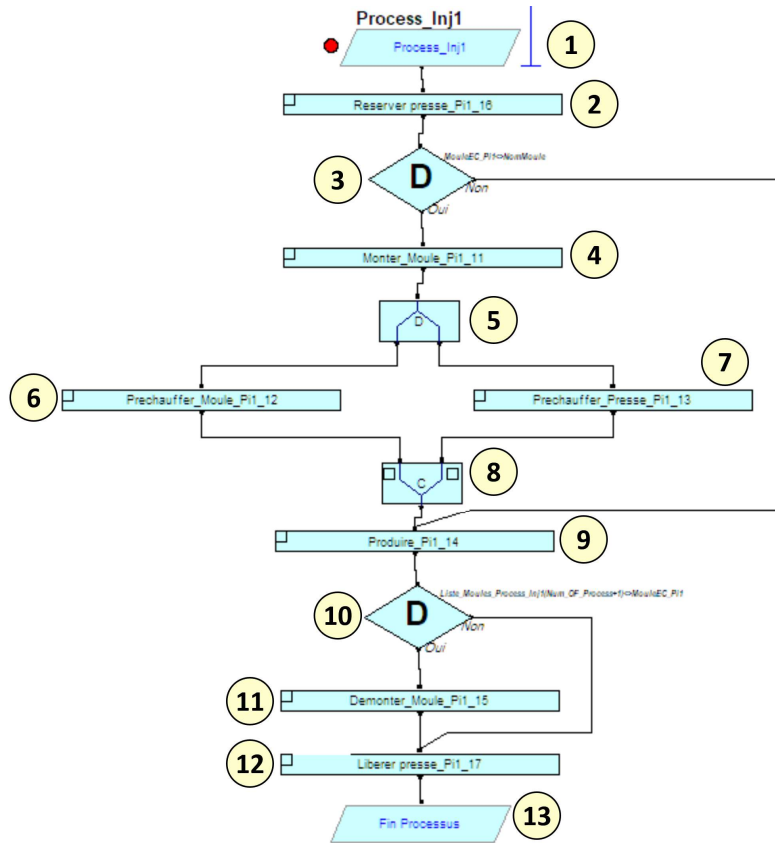 Process_Inj1
Process_Inj1
1
Reserver presse_Pi1_16
2
MouleEC_Pi1<>NomMoule
3
D
Non
Oui
Monter_Moule_Pi1_11
4
D
5
7
6
Prechauffer_Moule_Pi1_12
Prechauffer_Presse_Pi1_13
C
8
Produire_Pi1_14
9
Liste_Moules_Process_Inj1(Num_OF_Process+1)<>MouleEC_Pi1
10
D
Non
Oui
11
Demonter_Moule_Pi1_15
12
Liberer presse_Pi1_17
Fin Processus
13